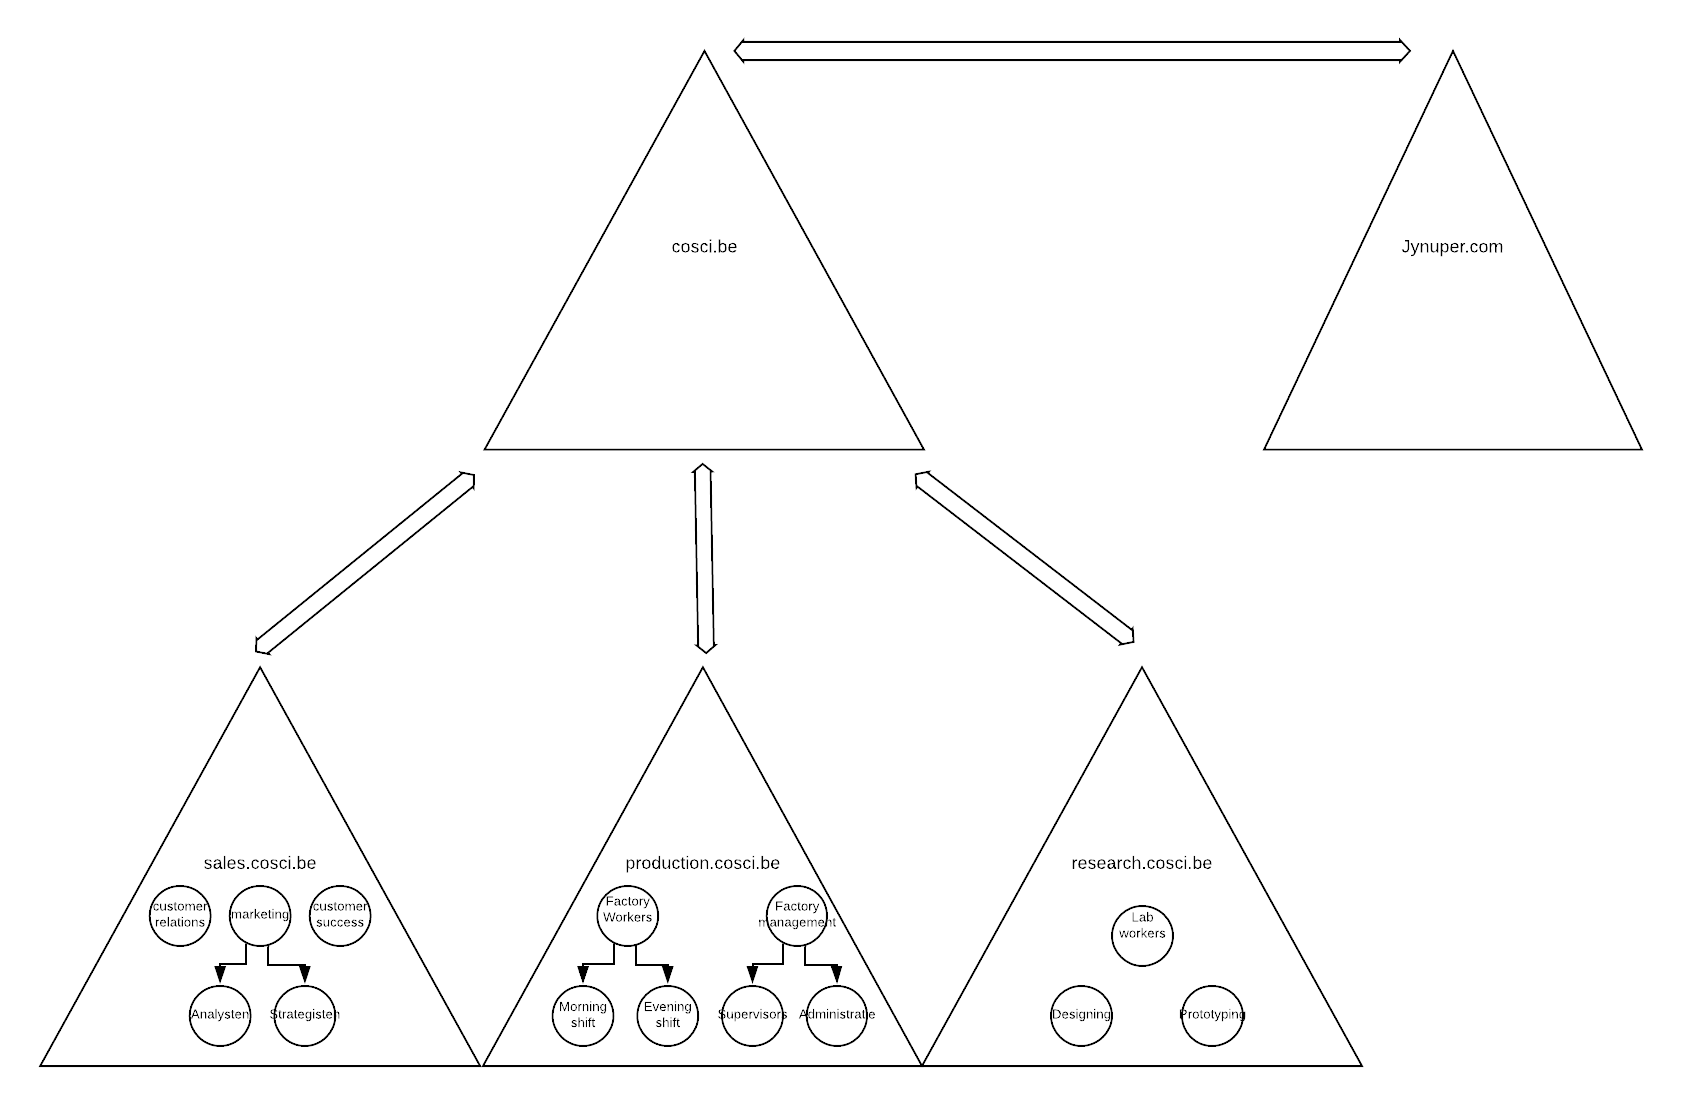 cosci.be
Jynuper.com
sales.cosci.be
customer
relations
marketing
customer
success
Analysten
Strategisten
production.cosci.be
Factory
Workers
Factory
management
Morning
shift
Evening
shift
Supervisors
Administratie
research.cosci.be
Lab
workers
Designing
Prototyping